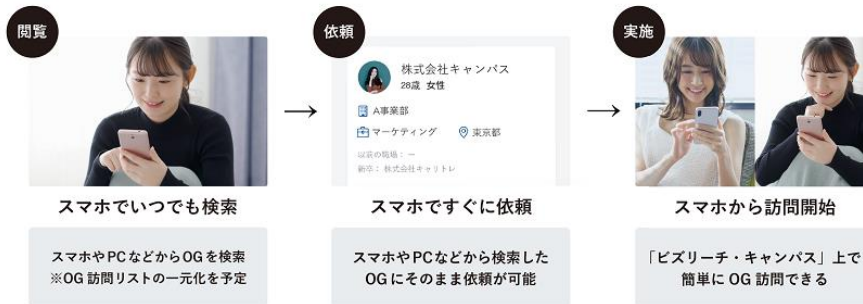 閲覧
スマホでいつでも検索
スマホやPCなどからOGを検索
※OG訪問リストの一元化を予定
依頼
株式会社キャンパス
28歳 女性
A事業部
マーケティング
東京都
以前の職場：ー
新卒：株式会社キャリトレ
スマホですぐに依頼
スマホやPCなどから検索した
OGにそのまま依頼が可能
実施
スマホから訪問開始
「ビズリーチ・キャンパス」上で
簡単にOG訪問できる